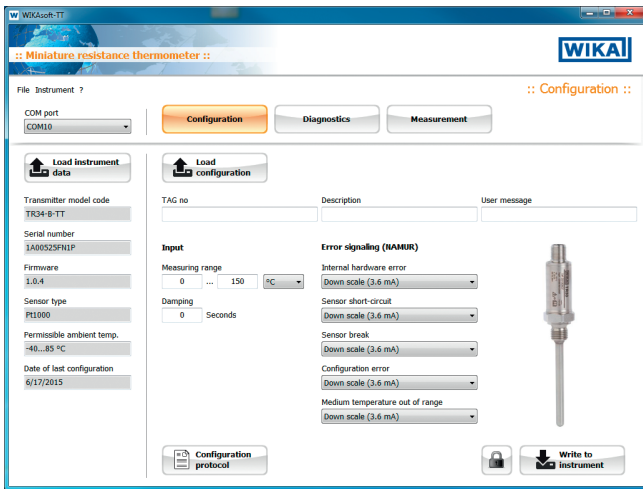 WIKAsoft-TT
:: Miniature resistance thermometer ::
WIKA
File Instrument ?
:: Configuration ::
COM port
COM10
Configuration
Diagnostics
Measurement
Load instrument data
Load configuration
Transmitter model code
TR34-B-TT
Serial number
1A00525FN1P
Firmware
1.0.4
Sensor type
Pt1000
Permissible ambient temp.
-40...85 °C
Date of last configuration
6/17/2015
TAG no
Description
User message
Input
Measuring range
0 ... 150 °C
Damping
0 Seconds
Error signaling (NAMUR)
Internal hardware error
Down scale (3.6 mA)
Sensor short-circuit
Down scale (3.6 mA)
Sensor break
Down scale (3.6 mA)
Configuration error
Down scale (3.6 mA)
Medium temperature out of range
Down scale (3.6 mA)
Configuration protocol
Write to instrument